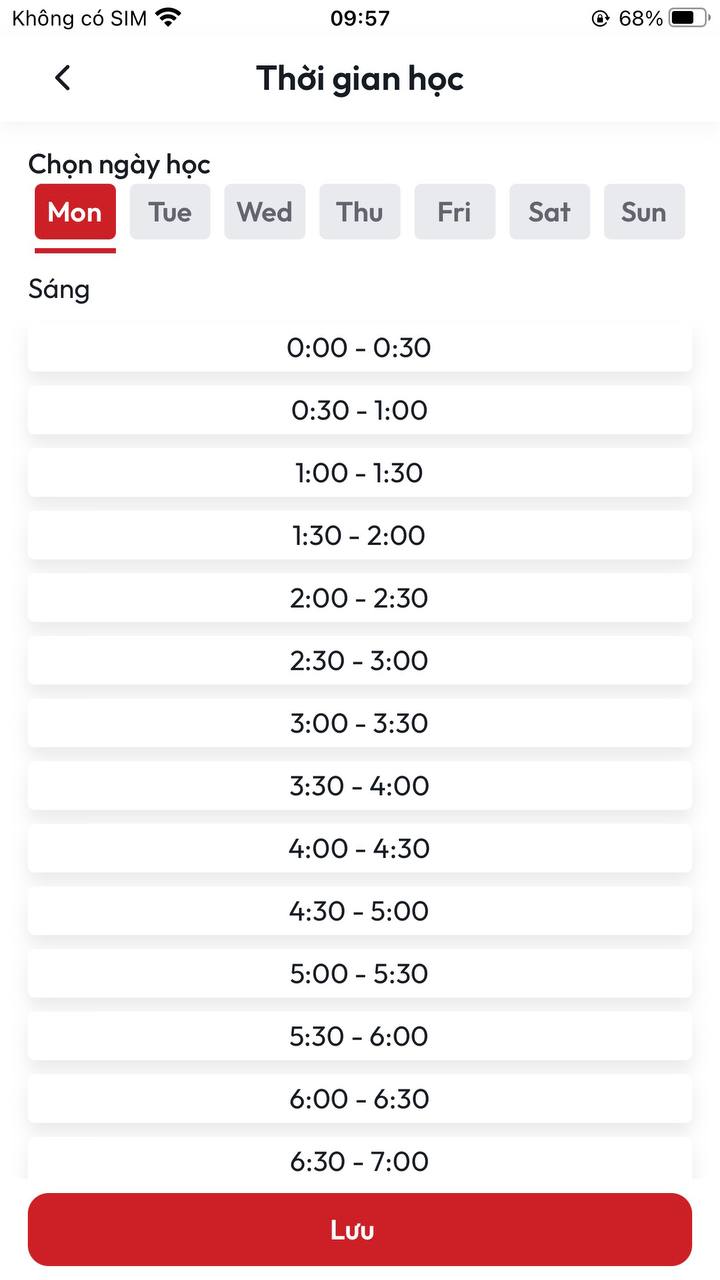 Không có SIM 09:57 68%
Thời gian học
Chọn ngày học
Mon Tue Wed Thu Fri Sat Sun
Sáng
0:00 - 0:30
0:30 - 1:00
1:00 - 1:30
1:30 - 2:00
2:00 - 2:30
2:30 - 3:00
3:00 - 3:30
3:30 - 4:00
4:00 - 4:30
4:30 - 5:00
5:00 - 5:30
5:30 - 6:00
6:00 - 6:30
6:30 - 7:00
Lưu